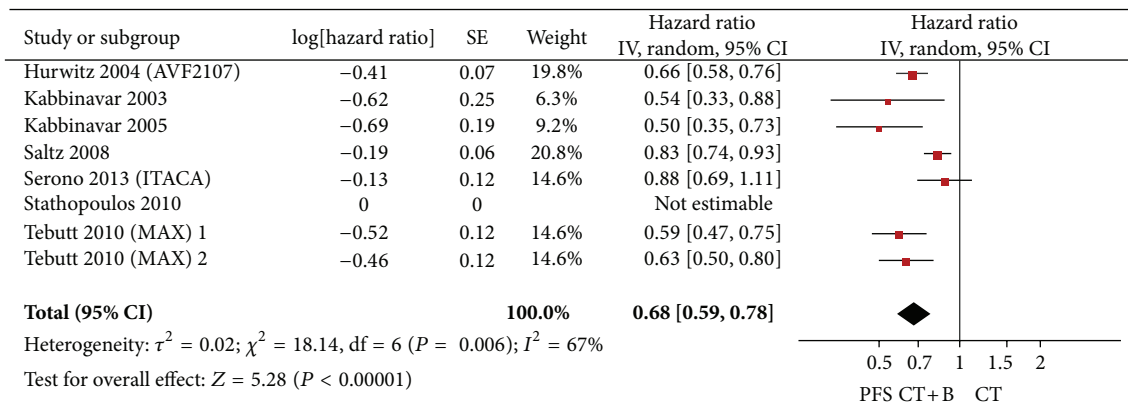 Study or subgroup log[hazard ratio] SE Weight Hazard ratio IV, random, 95% CI Hazard ratio IV, random, 95% CI
Hurwitz 2004 (AVF2107) −0.41 0.07 19.8% 0.66 [0.58, 0.76]
Kabbinavar 2003 −0.62 0.25 6.3% 0.54 [0.33, 0.88]
Kabbinavar 2005 −0.69 0.19 9.2% 0.50 [0.35, 0.73]
Saltz 2008 −0.19 0.06 20.8% 0.83 [0.74, 0.93]
Serono 2013 (ITACA) −0.13 0.12 14.6% 0.88 [0.69, 1.11]
Stathopoulos 2010 0 0 Not estimable
Tebutt 2010 (MAX) 1 −0.52 0.12 14.6% 0.59 [0.47, 0.75]
Tebutt 2010 (MAX) 2 −0.46 0.12 14.6% 0.63 [0.50, 0.80]
Total (95% CI) 100.0% 0.68 [0.59, 0.78]
Heterogeneity: τ² = 0.02; χ² = 18.14, df = 6 (P = 0.006); I² = 67%
Test for overall effect: Z = 5.28 (P < 0.00001)
0.5 0.7 1 1.5 2
PFS CT+B CT